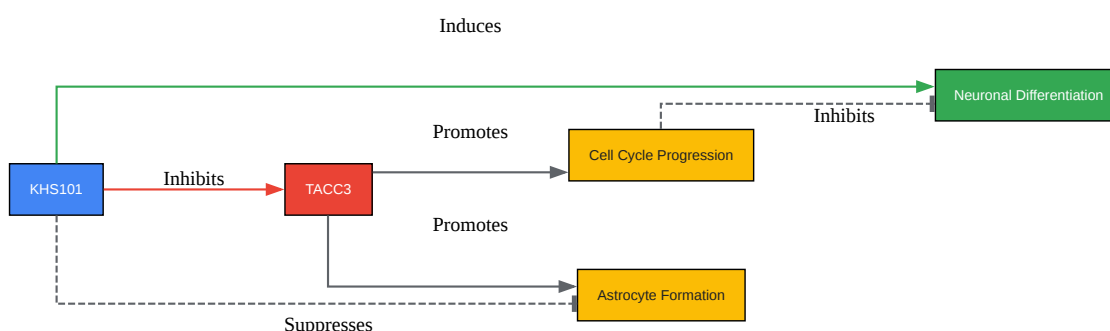 Induces
Neuronal Differentiation
Inhibits
Promotes
Cell Cycle Progression
KHS101
Inhibits
TACC3
Promotes
Astrocyte Formation
Suppresses